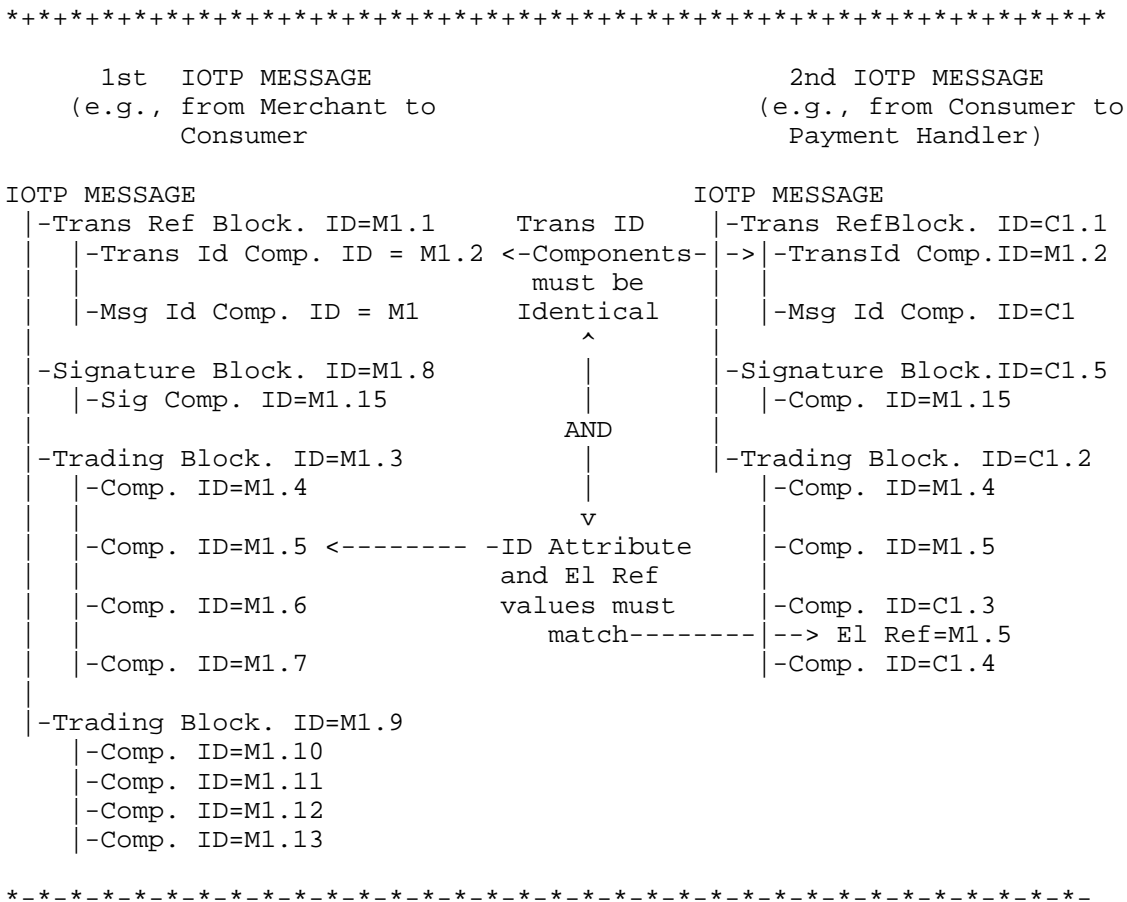 *+*+*+*+*+*+*+*+*+*+*+*+*+*+*+*+*+*+*+*+*+*+*+*+*+*+*+*+*+*+*+*+*+*+*
      1st  IOTP MESSAGE                          2nd IOTP MESSAGE
    (e.g., from Merchant to                    (e.g., from Consumer to
           Consumer                              Payment Handler)
IOTP MESSAGE                               IOTP MESSAGE
 |-Trans Ref Block. ID=M1.1     Trans ID    |-Trans RefBlock. ID=C1.1
 |  |-Trans Id Comp. ID = M1.2 <-Components-|->|-TransId Comp.ID=M1.2
 |  |                            must be    |  |
 |  |-Msg Id Comp. ID = M1      Identical   |  |-Msg Id Comp. ID=C1
 |                                  ^       |
 |-Signature Block. ID=M1.8         |       |-Signature Block.ID=C1.5
 |  |-Sig Comp. ID=M1.15            |       |  |-Comp. ID=M1.15
 |                                 AND      |
 |-Trading Block. ID=M1.3           |       |-Trading Block. ID=C1.2
 |  |-Comp. ID=M1.4                 |          |-Comp. ID=M1.4
 |  |                               v          |
 |  |-Comp. ID=M1.5 <-------- -ID Attribute    |-Comp. ID=M1.5
 |  |                          and El Ref      |
 |  |-Comp. ID=M1.6            values must     |-Comp. ID=C1.3
 |  |                             match--------|--> El Ref=M1.5
 |  |-Comp. ID=M1.7                            |-Comp. ID=C1.4
 |
 |-Trading Block. ID=M1.9
    |-Comp. ID=M1.10
    |-Comp. ID=M1.11
    |-Comp. ID=M1.12
    |-Comp. ID=M1.13
*-*-*-*-*-*-*-*-*-*-*-*-*-*-*-*-*-*-*-*-*-*-*-*-*-*-*-*-*-*-*-*-*-*-